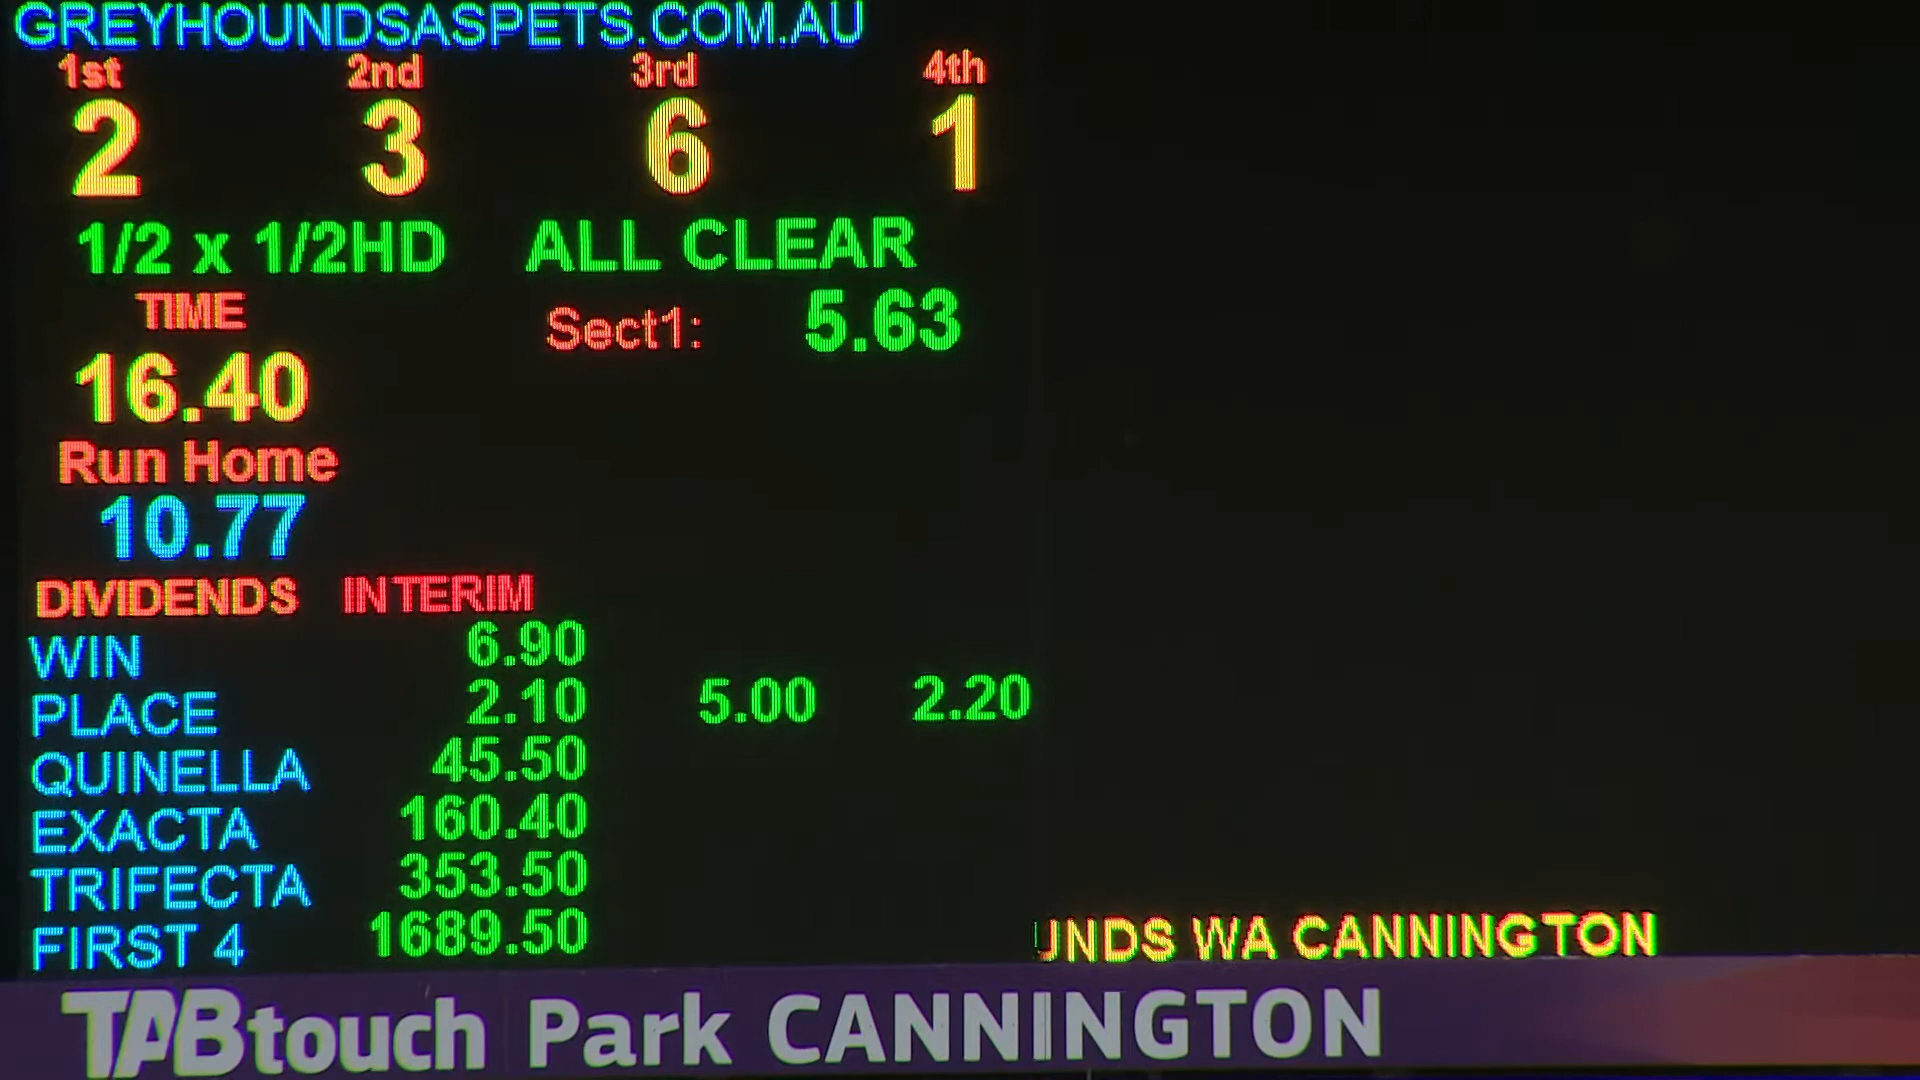 GREYHOUNDSASPETS.COM.AU
1st 2nd 3rd 4th
2 3 6 1
1/2 x 1/2HD ALL CLEAR
TIME
Sect1: 5.63
16.40
Run Home
10.77
DIVIDENDS INTERIM
WIN 6.90
PLACE 2.10 5.00 2.20
QUINELLA 45.50
EXACTA 160.40
TRIFECTA 353.50
FIRST 4 1689.50
UNDS WA CANNINGTON
TABtouch Park CANNINGTON